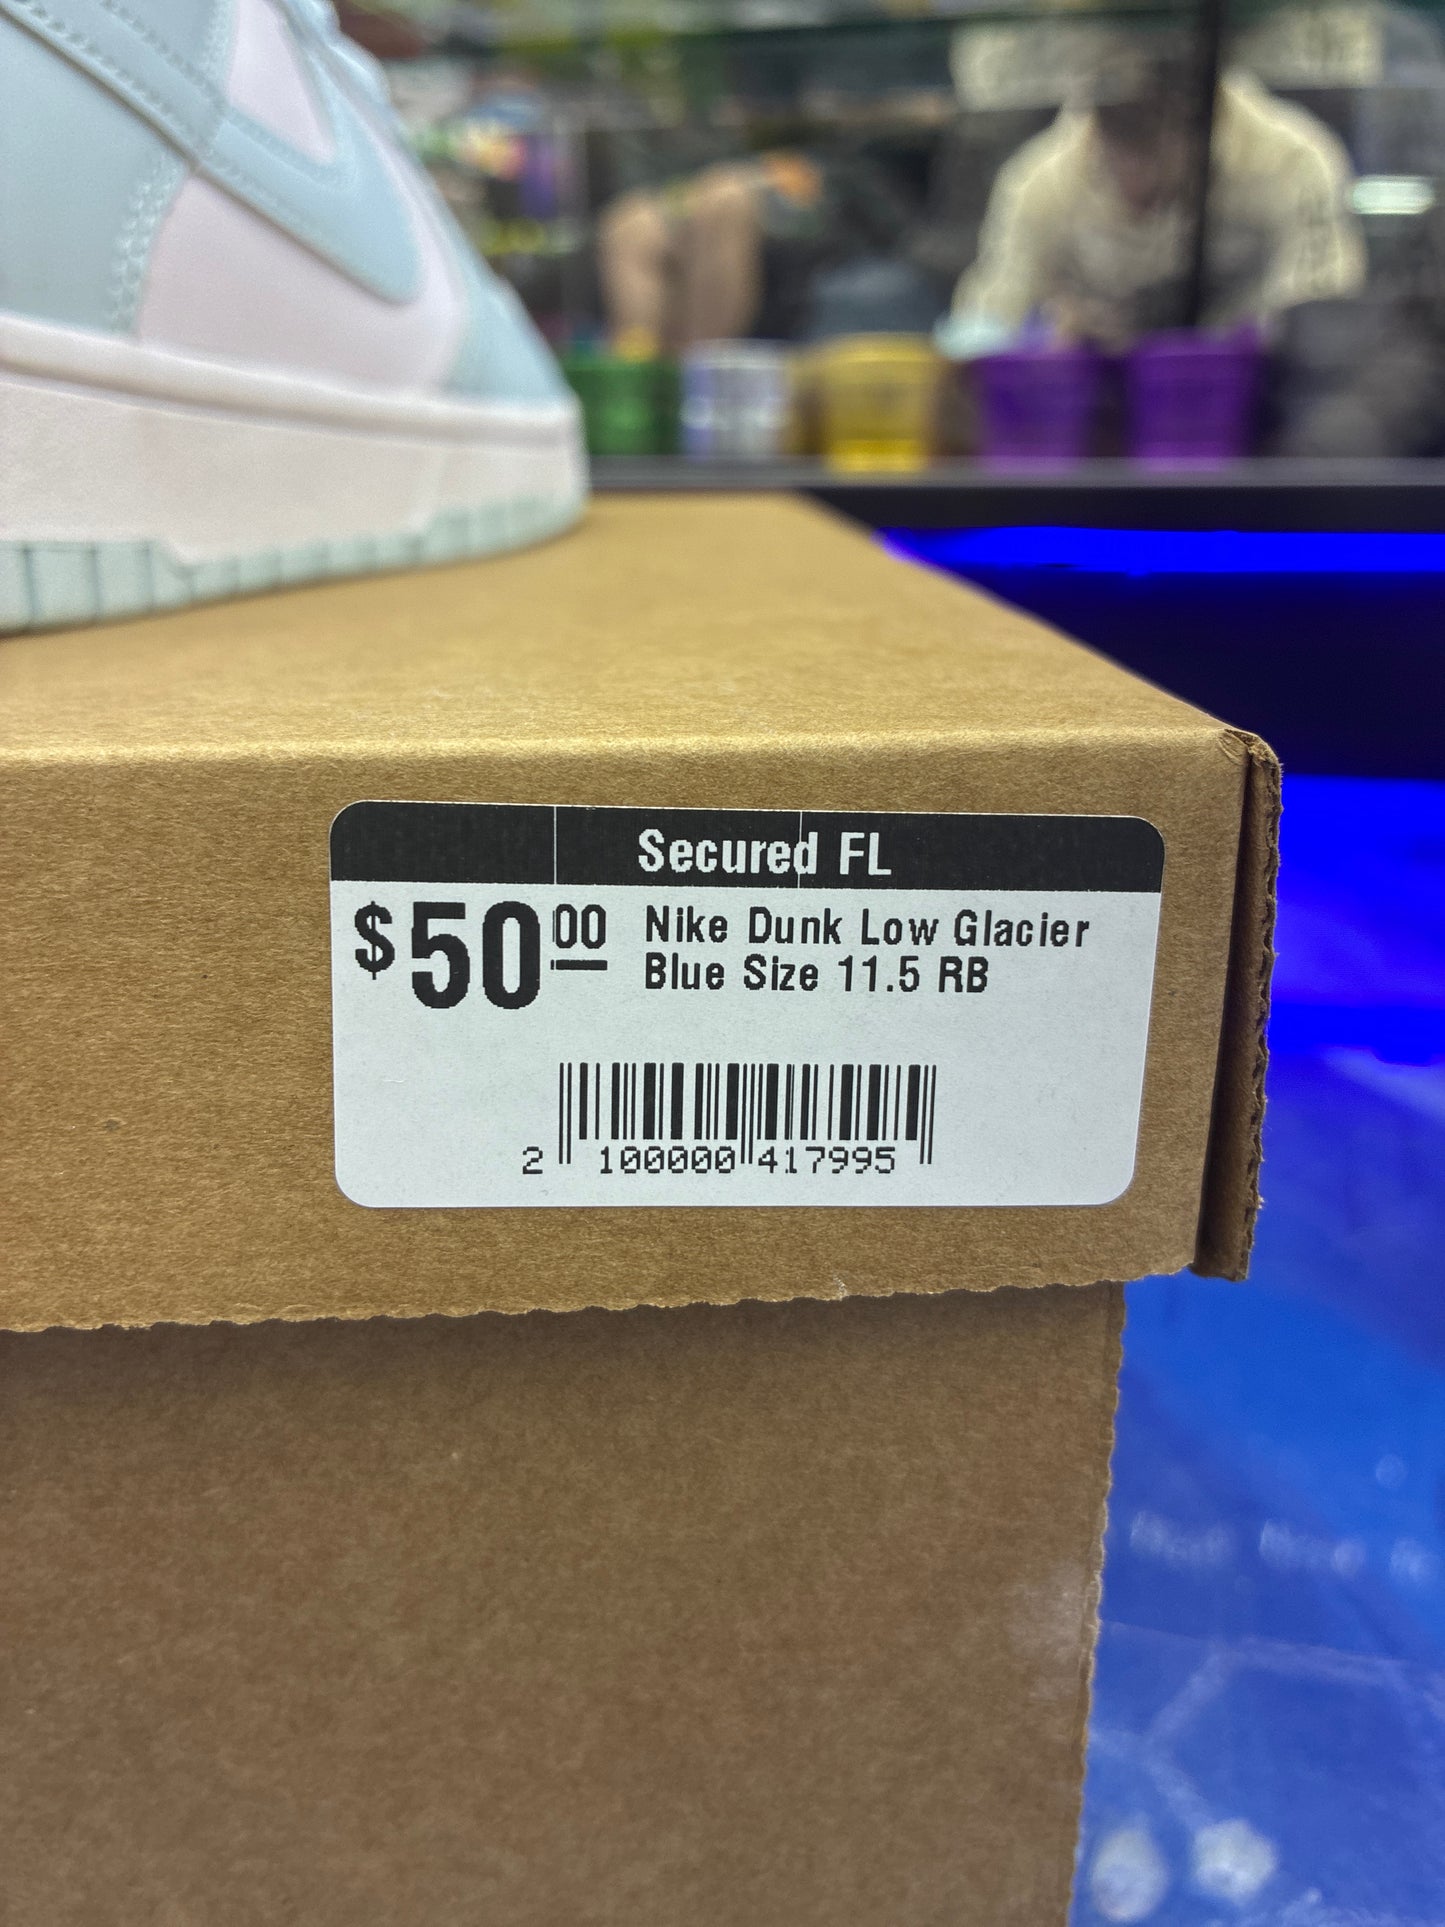 Secured FL
$50.00
Nike Dunk Low Glacier
Blue Size 11.5 RB
2 100000 417995